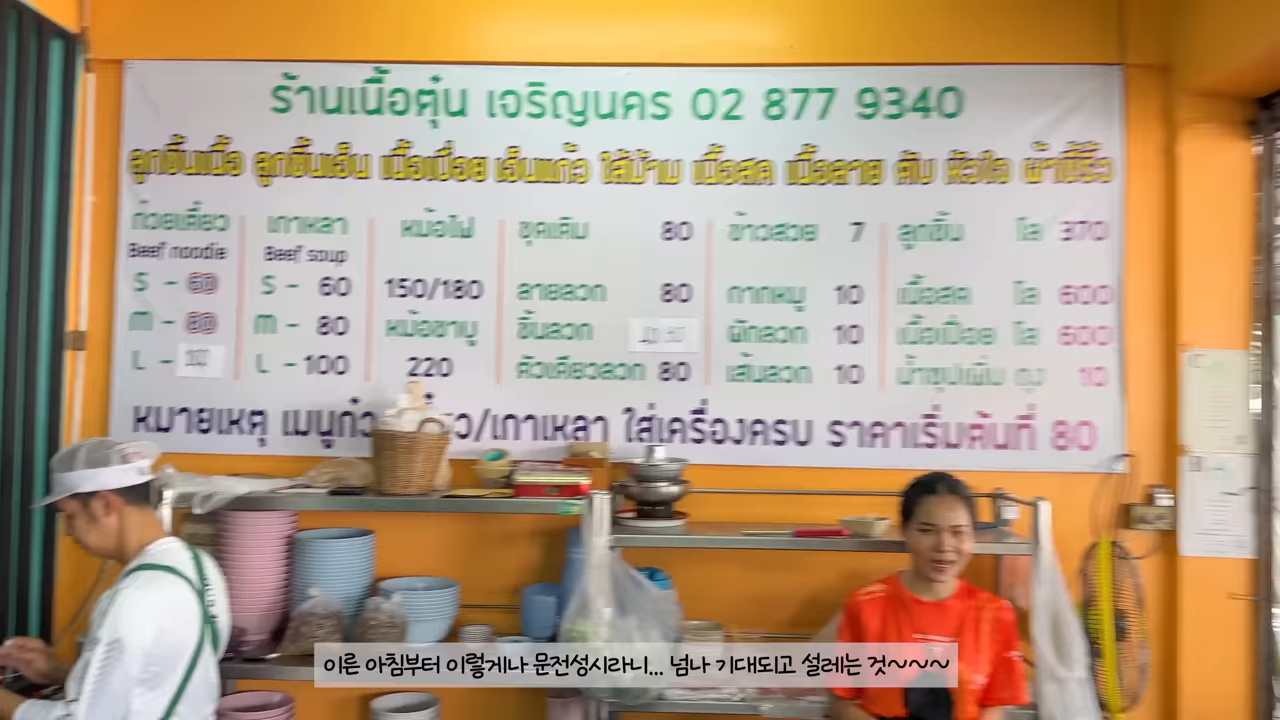 ร้านเนื้อตุ๋น เจริญนคร 02 877 9340
ลูกชิ้นเนื้อ ลูกชิ้นเอ็น เนื้อเปื่อย เอ็นแก้ว ไส้ม้าม เนื้อสด เนื้อลาย ตับ หัวใจ ผ้าขี้ริ้ว
ก๋วยเตี๋ยว เกาเหลา หม้อไฟ ชุดเดิม 80 ข้าวสวย 7 ลูกชิ้น โล 370
Beef noodle Beef soup
S - 60 S - 60 150/180 ลายลวก 80 กากหมู 10 เนื้อสด โล 600
M - 80 M - 80 หม้อชาบู ชิ้นลวก ผักลวก 10 เนื้อเปื่อย โล 600
L - L - 100 220 ตัวเดียวลวก 80 เส้นลวก 10 น้ำซุปเพิ่ม ถุง 10
หมายเหตุ เมนูก๋วยเตี๋ยว/เกาเหลา ใส่เครื่องครบ ราคาเริ่มต้นที่ 80
이른 아침부터 이렇게나 문전성시라니... 넘나 기대되고 설레는 것~~~